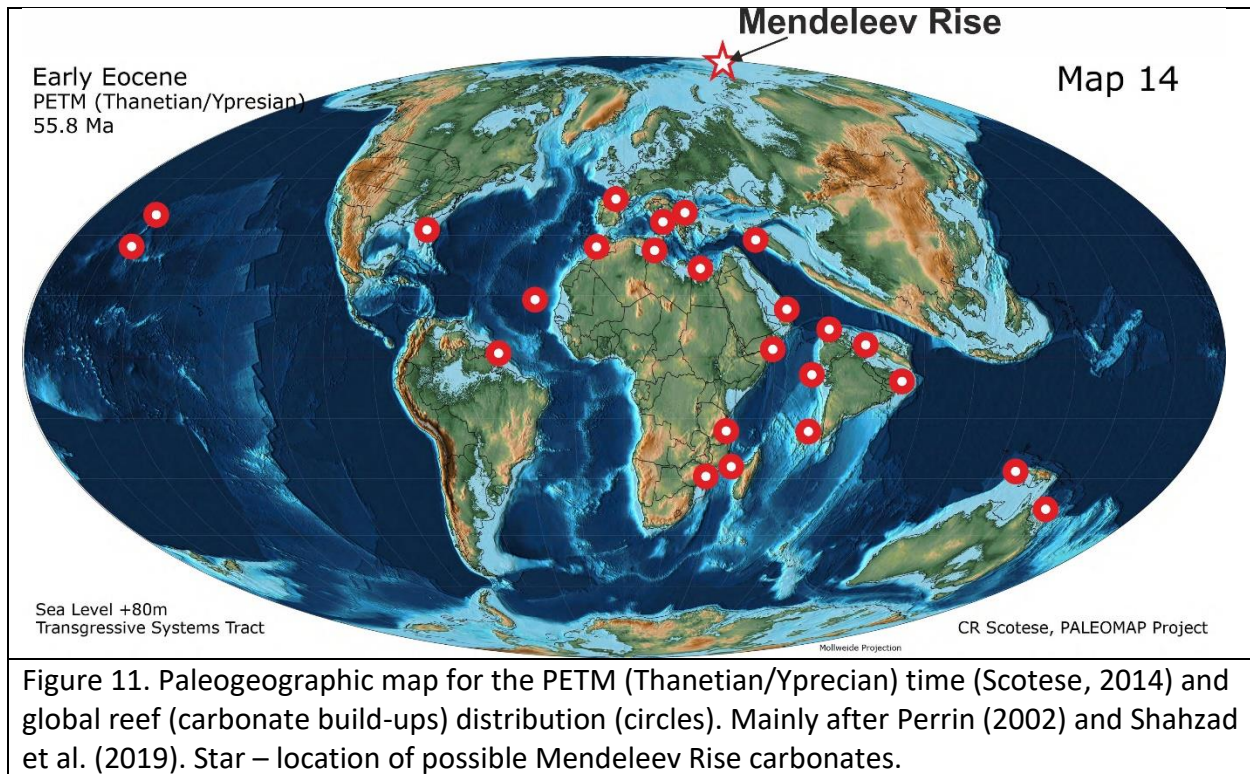 Mendeleev Rise
Early Eocene
PETM (Thanetian/Ypresian)
55.8 Ma
Map 14
Sea Level +80m
Transgressive Systems Tract
CR Scotese, PALEOMAP Project
Mollweide Projection
Figure 11. Paleogeographic map for the PETM (Thanetian/Yprecian) time (Scotese, 2014) and
global reef (carbonate build-ups) distribution (circles). Mainly after Perrin (2002) and Shahzad
et al. (2019). Star – location of possible Mendeleev Rise carbonates.